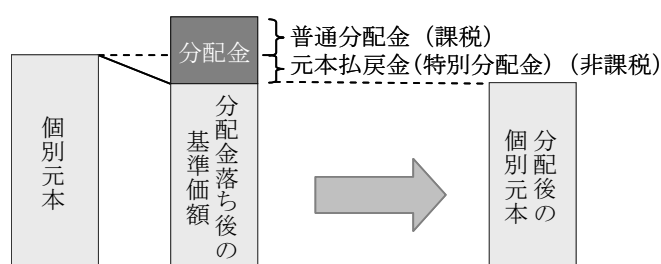 普通分配金（課税）
分配金
元本払戻金(特別分配金)（非課税）
個別元本
分配金落ち後の
基準価額
分配後の
個別元本